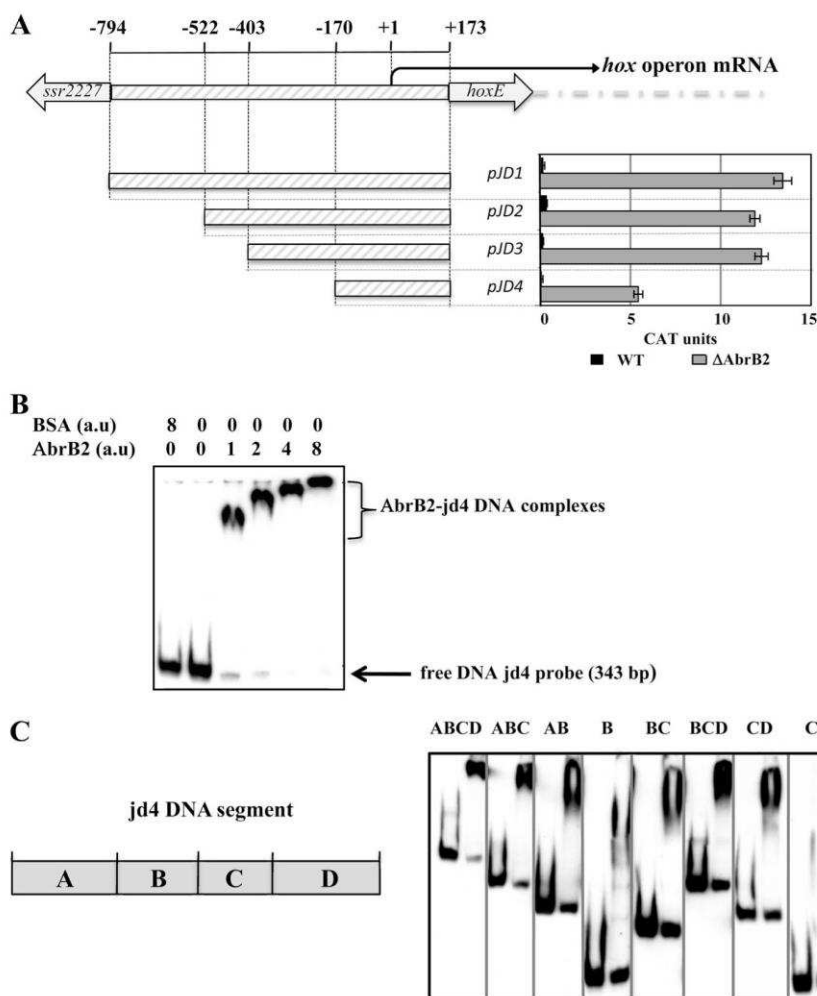 A
-794 -522 -403 -170 +1 +173
hox operon mRNA
ssr2227 hoxE
pJD1
pJD2
pJD3
pJD4
0 5 10 15
CAT units
WT ΔAbrB2
B
BSA (a.u) 8 0 0 0 0 0
AbrB2 (a.u) 0 0 1 2 4 8
AbrB2-jd4 DNA complexes
free DNA jd4 probe (343 bp)
C
ABCD ABC AB B BC BCD CD C
jd4 DNA segment
A B C D